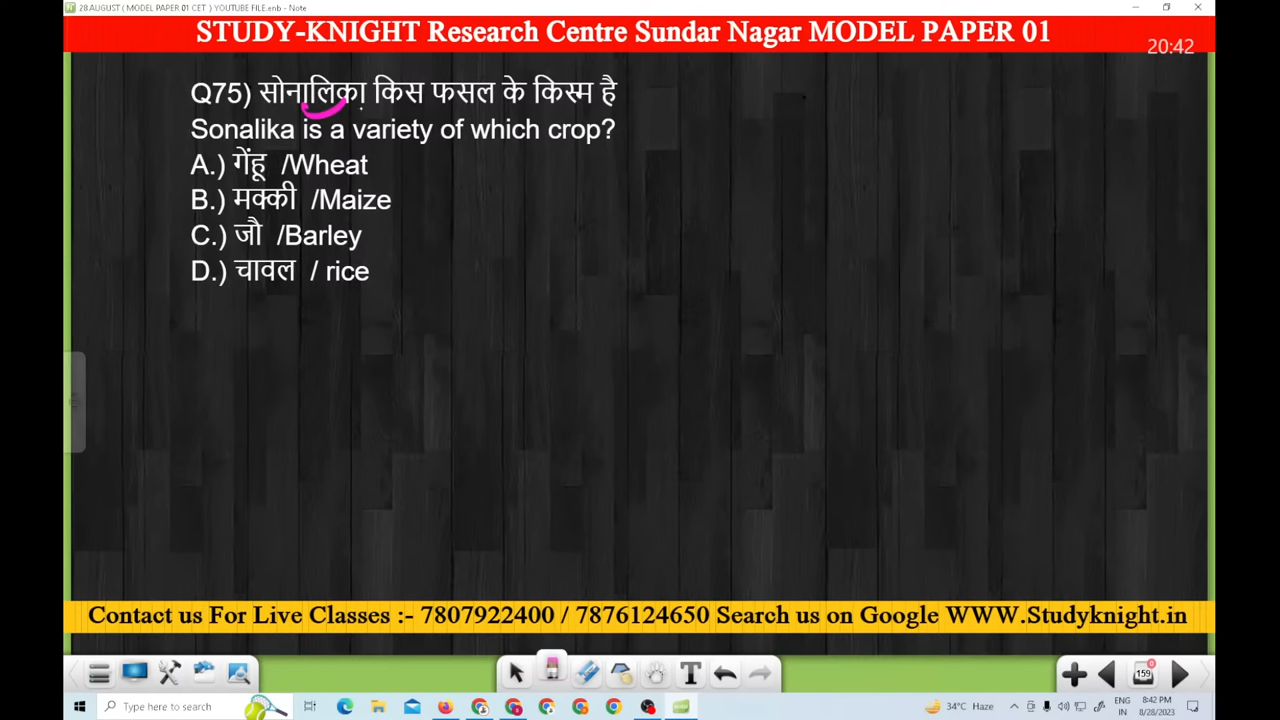 28.AUGUST ( MODEL PAPER 01 CET ) YOUTUBE FILE.enb - Note
STUDY-KNIGHT Research Centre Sundar Nagar MODEL PAPER 01
20:42
Q75) सोनालिका़ किस फसल के किस्म है
Sonalika is a variety of which crop?
A.) गेंहू /Wheat
B.) मक्की /Maize
C.) जौ /Barley
D.) चावल / rice
Contact us For Live Classes :- 7807922400 / 7876124650 Search us on Google WWW.Studyknight.in
T
0
159
Type here to search
34°C Haze
ENG
IN
8:42 PM
8/28/2023